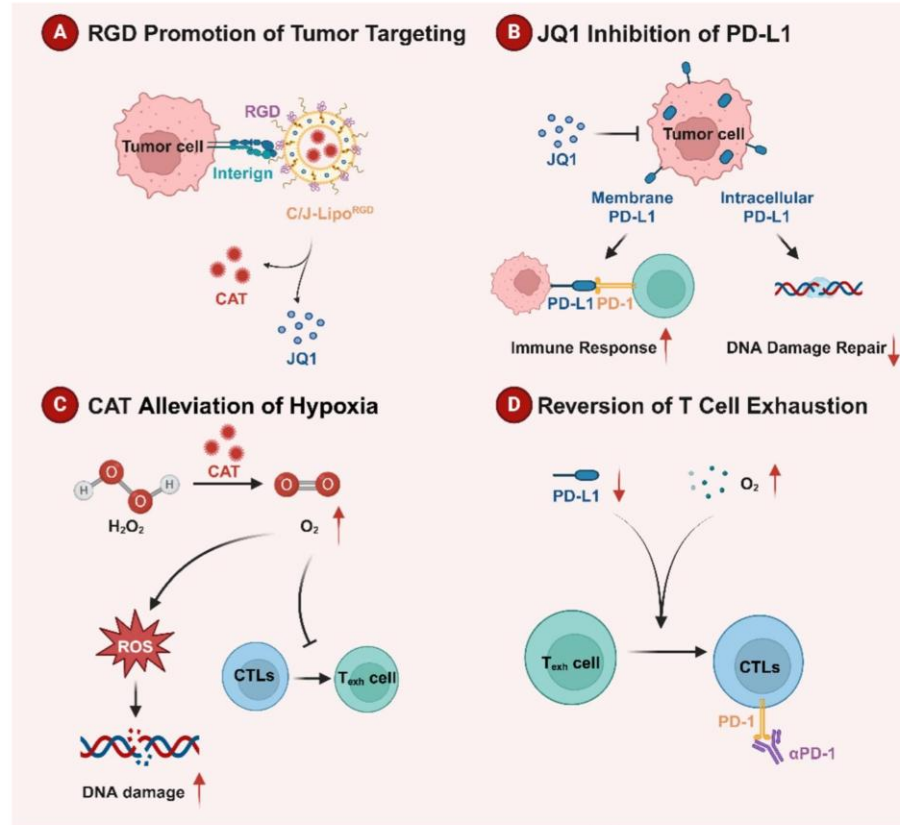 A RGD Promotion of Tumor Targeting
RGD
Tumor cell
Interign
C/J-Lipo^RGD
CAT
JQ1
B JQ1 Inhibition of PD-L1
JQ1
Tumor cell
Membrane
PD-L1
Intracellular
PD-L1
PD-L1 PD-1
Immune Response
DNA Damage Repair
C CAT Alleviation of Hypoxia
CAT
H O O H
O O
H₂O₂
O₂
ROS
CTLs
Texh cell
DNA damage
D Reversion of T Cell Exhaustion
PD-L1
O₂
Texh cell
CTLs
PD-1
αPD-1